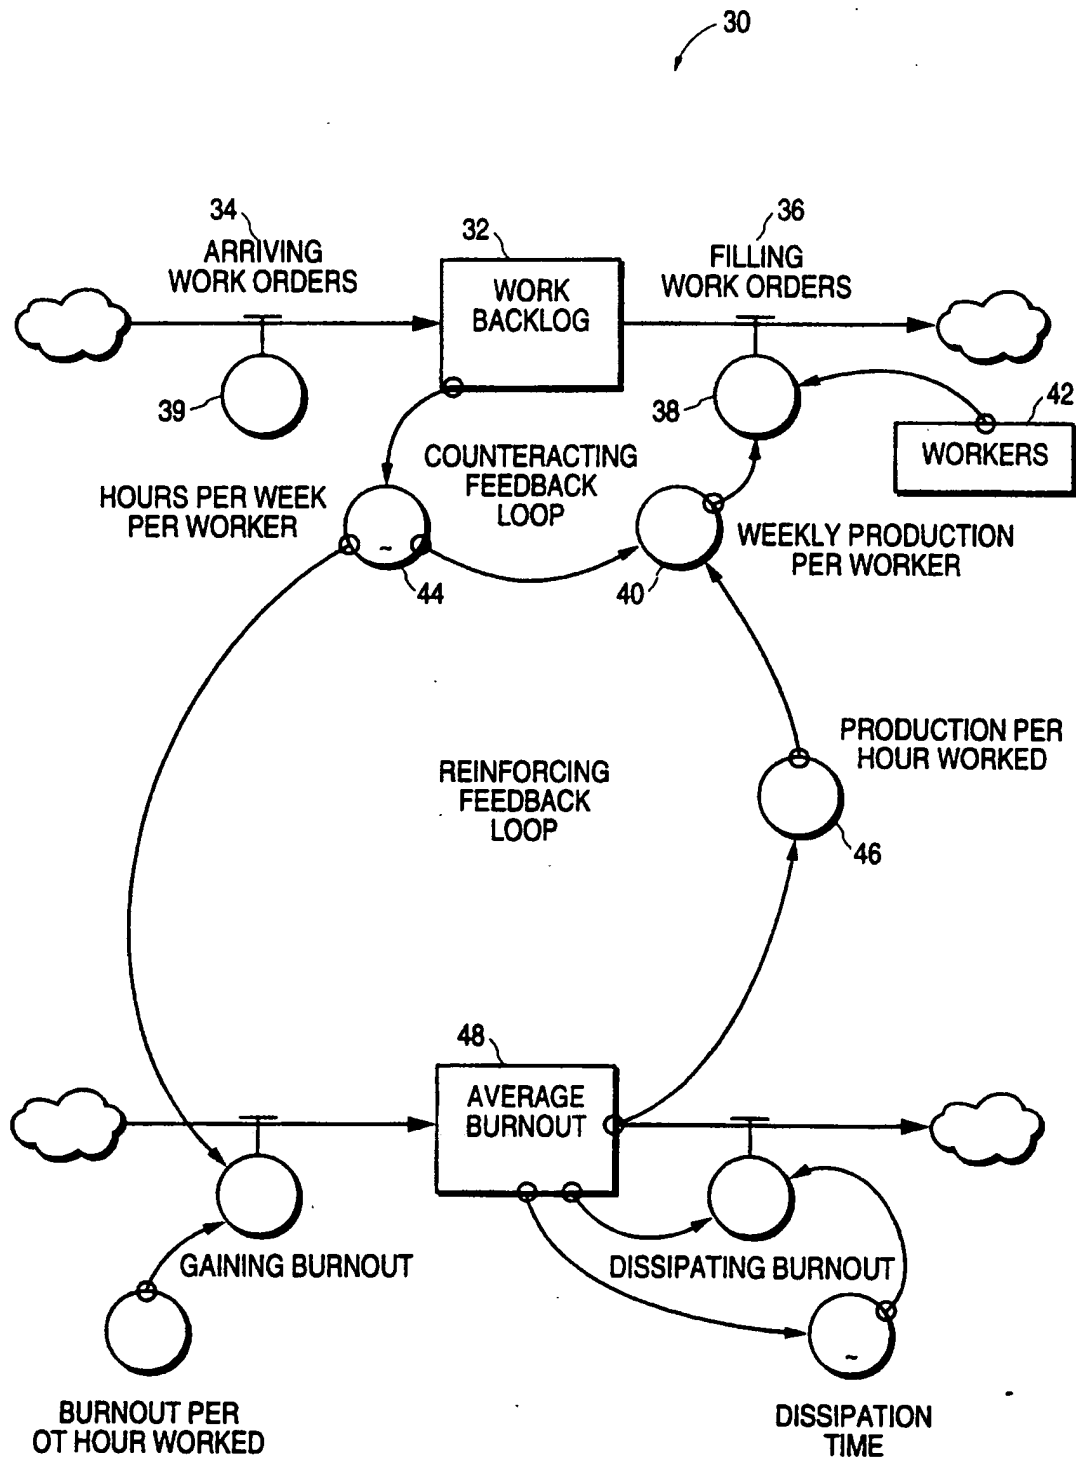 30
34
ARRIVING
WORK ORDERS
32
WORK
BACKLOG
36
FILLING
WORK ORDERS
39
38
42
WORKERS
COUNTERACTING
FEEDBACK
LOOP
HOURS PER WEEK
PER WORKER
~
44
40
WEEKLY PRODUCTION
PER WORKER
PRODUCTION PER
HOUR WORKED
REINFORCING
FEEDBACK
LOOP
46
48
AVERAGE
BURNOUT
GAINING BURNOUT
DISSIPATING BURNOUT
~
BURNOUT PER
OT HOUR WORKED
DISSIPATION
TIME